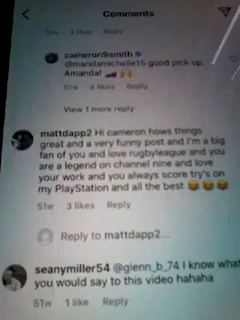 Comments
51w 3 likes Reply
cameron9smith
@mandamichelle15 good pick up,
Amanda!
51w 4 likes Reply
View 1 more reply
mattdapp2 Hi cameron hows things
great and a very funny post and i'm a big
fan of you and love rugbyleague and you
are a legend on channel nine and love
your work and you always score try's on
my PlayStation and all the best
51w 3 likes Reply
Reply to mattdapp2...
seanymiller54 @glenn_b_74 I know what
you would say to this video hahaha
51w 1 like Reply